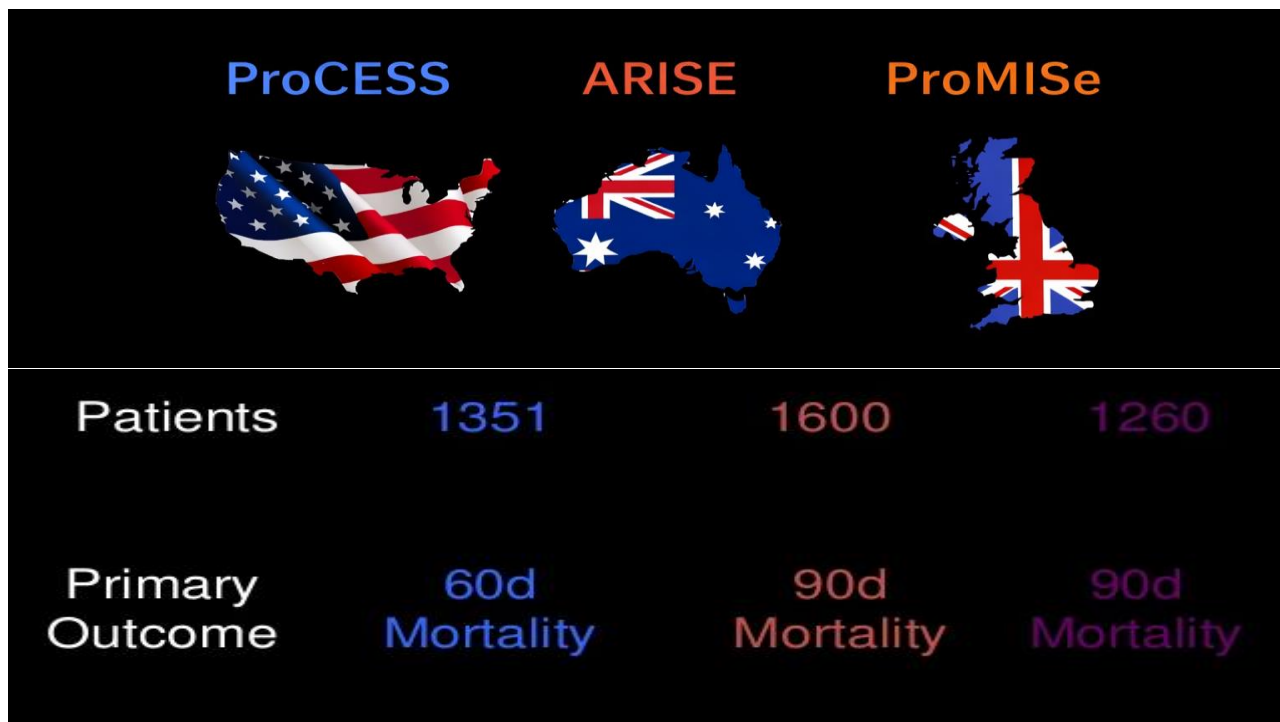 ProCESS ARISE ProMISe
Patients 1351 1600 1260
Primary 60d 90d 90d
Outcome Mortality Mortality Mortality